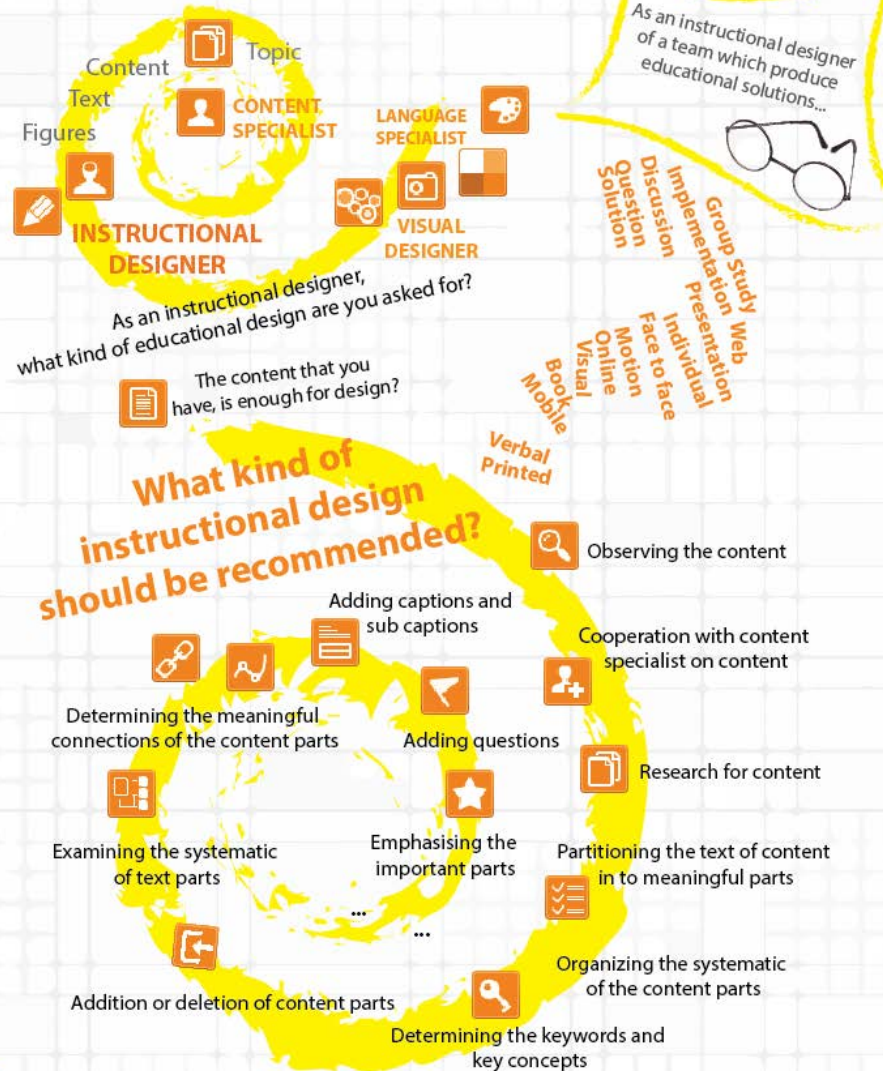 Topic
Content
Text
Figures
CONTENT
SPECIALIST
LANGUAGE
SPECIALIST
INSTRUCTIONAL
DESIGNER
VISUAL
DESIGNER
As an instructional designer
of a team which produce
educational solutions...
As an instructional designer,
what kind of educational design are you asked for?
The content that you
have, is enough for design?
Group Study
Implementation
Discussion
Question
Solution
Web
Presentation
Individual
Face to face
Motion
Online
Visual
Book
Mobile
Verbal
Printed
What kind of
instructional design
should be recommended?
Observing the content
Cooperation with content
specialist on content
Research for content
Partitioning the text of content
in to meaningful parts
Organizing the systematic
of the content parts
Determining the keywords and
key concepts
Addition or deletion of content parts
Examining the systematic
of text parts
Determining the meaningful
connections of the content parts
Adding captions and
sub captions
Adding questions
Emphasising the
important parts
...
...